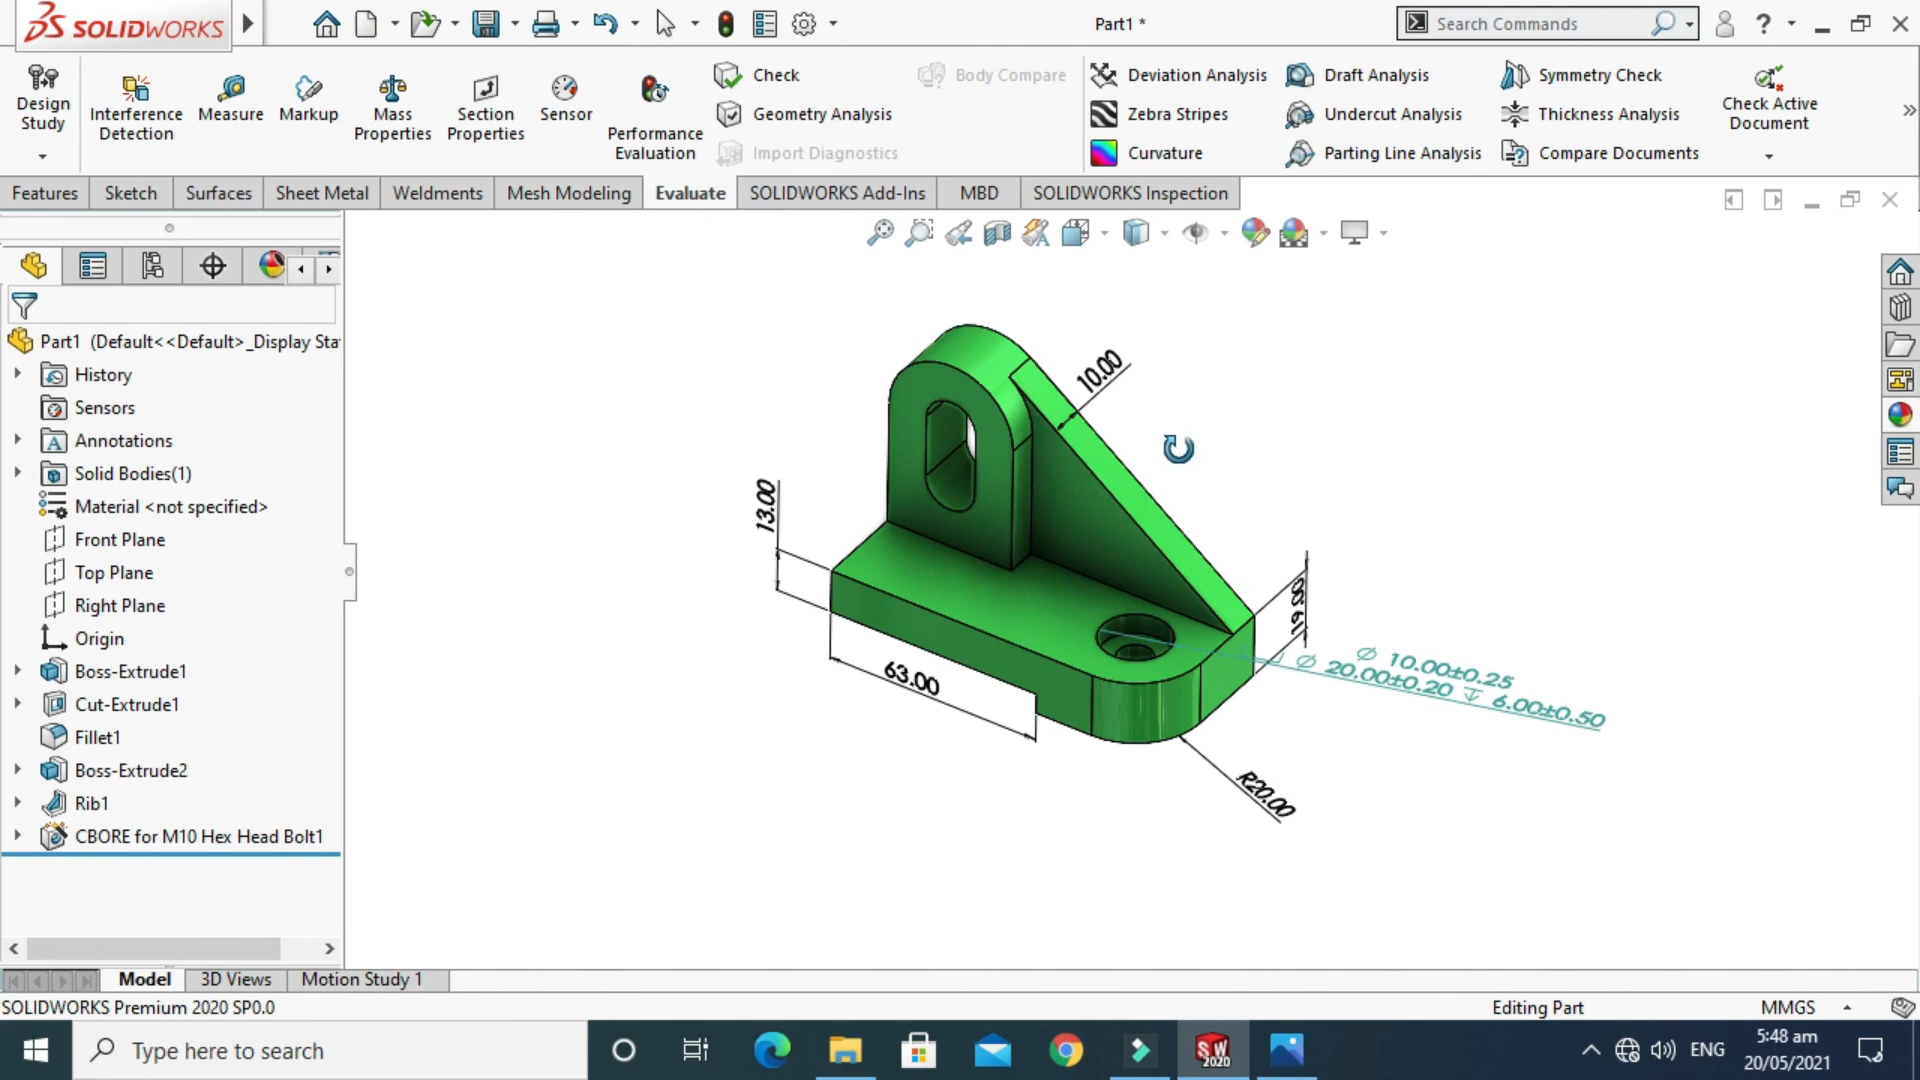 SOLIDWORKS
Part1 *
Search Commands
Design Study
Interference Detection
Measure
Markup
Mass Properties
Section Properties
Sensor
Performance Evaluation
Check
Geometry Analysis
Import Diagnostics
Body Compare
Deviation Analysis
Zebra Stripes
Curvature
Draft Analysis
Undercut Analysis
Parting Line Analysis
Symmetry Check
Thickness Analysis
Compare Documents
Check Active Document
Features
Sketch
Surfaces
Sheet Metal
Weldments
Mesh Modeling
Evaluate
SOLIDWORKS Add-Ins
MBD
SOLIDWORKS Inspection
Part1 (Default<<Default>_Display Sta
History
Sensors
Annotations
Solid Bodies(1)
Material <not specified>
Front Plane
Top Plane
Right Plane
Origin
Boss-Extrude1
Cut-Extrude1
Fillet1
Boss-Extrude2
Rib1
CBORE for M10 Hex Head Bolt1
10.00
13.00
63.00
R20.00
∅ 10.00±0.25
∅ 20.00±0.20 ↧ 6.00±0.50
Model
3D Views
Motion Study 1
SOLIDWORKS Premium 2020 SP0.0
Editing Part
MMGS
Type here to search
SW
2020
ENG
5:48 am
20/05/2021